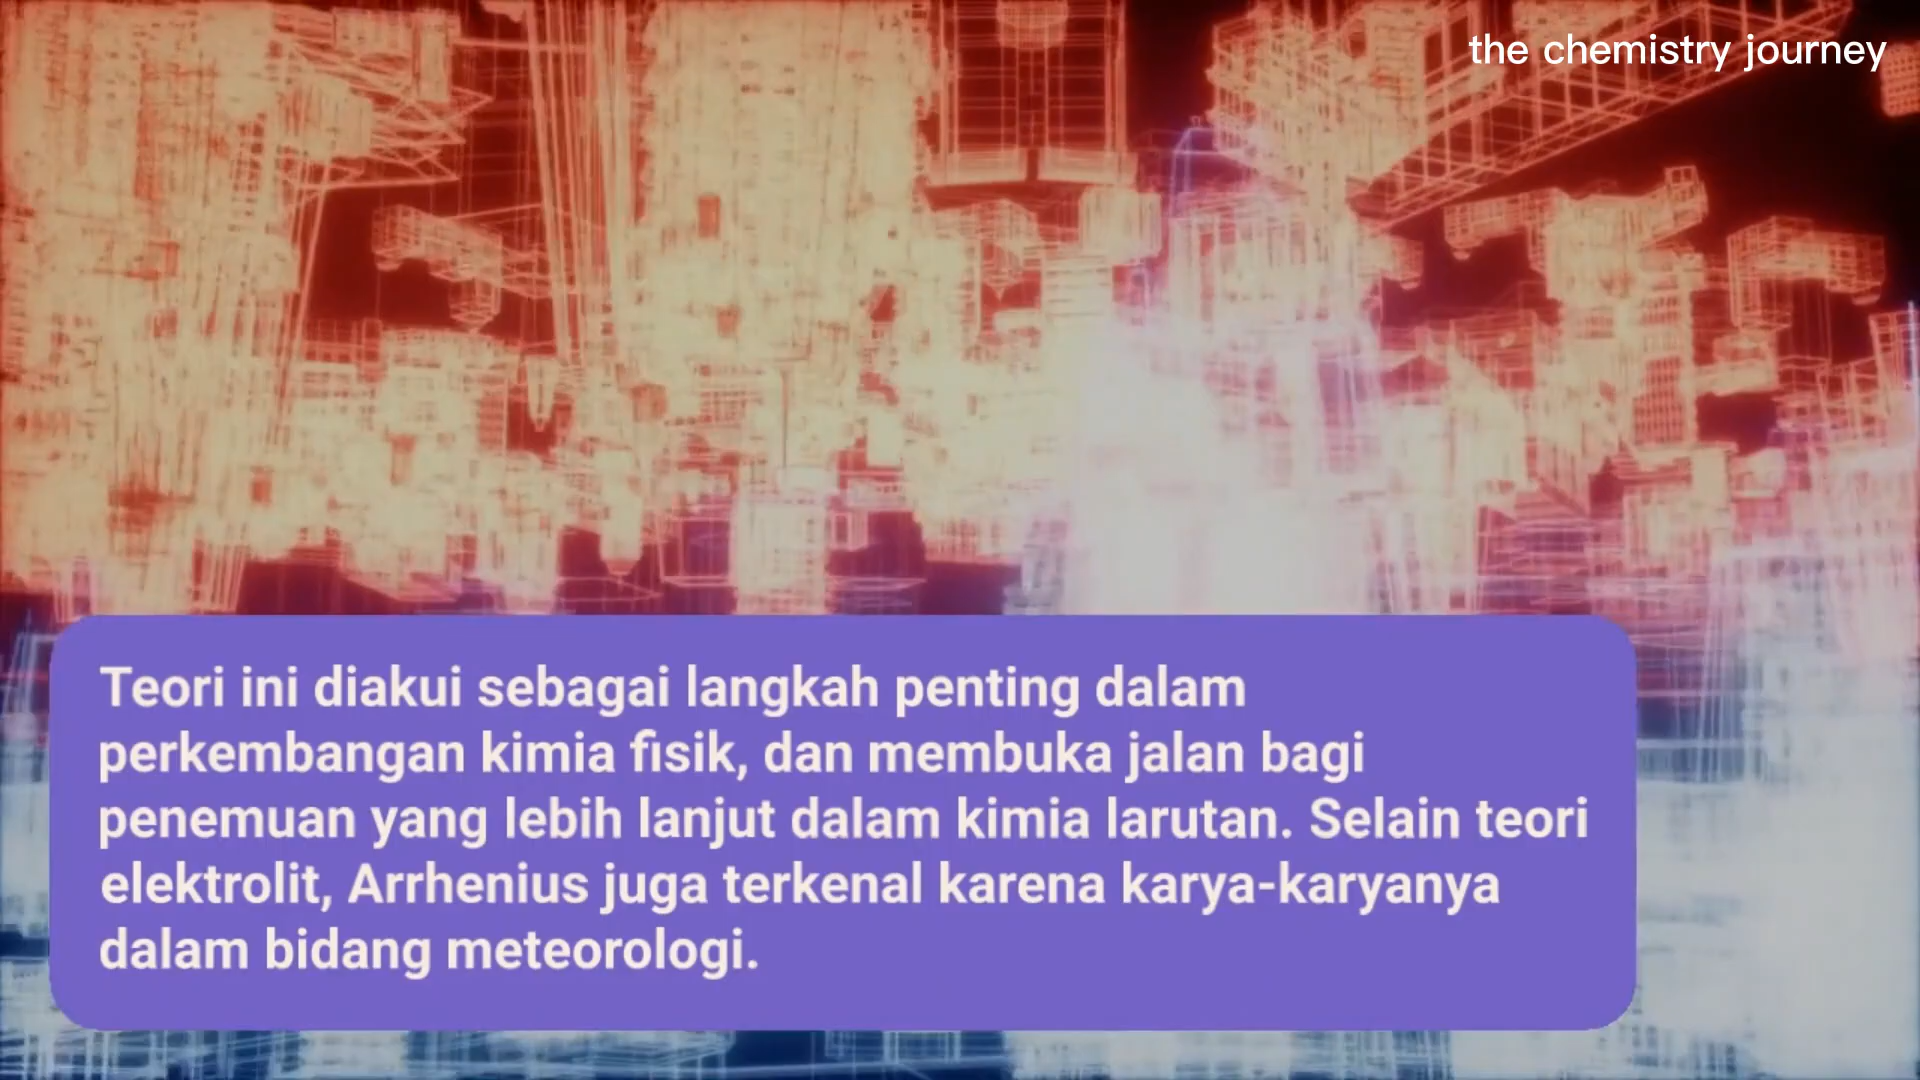 the chemistry journey
Teori ini diakui sebagai langkah penting dalam
perkembangan kimia fisik, dan membuka jalan bagi
penemuan yang lebih lanjut dalam kimia larutan. Selain teori
elektrolit, Arrhenius juga terkenal karena karya-karyanya
dalam bidang meteorologi.